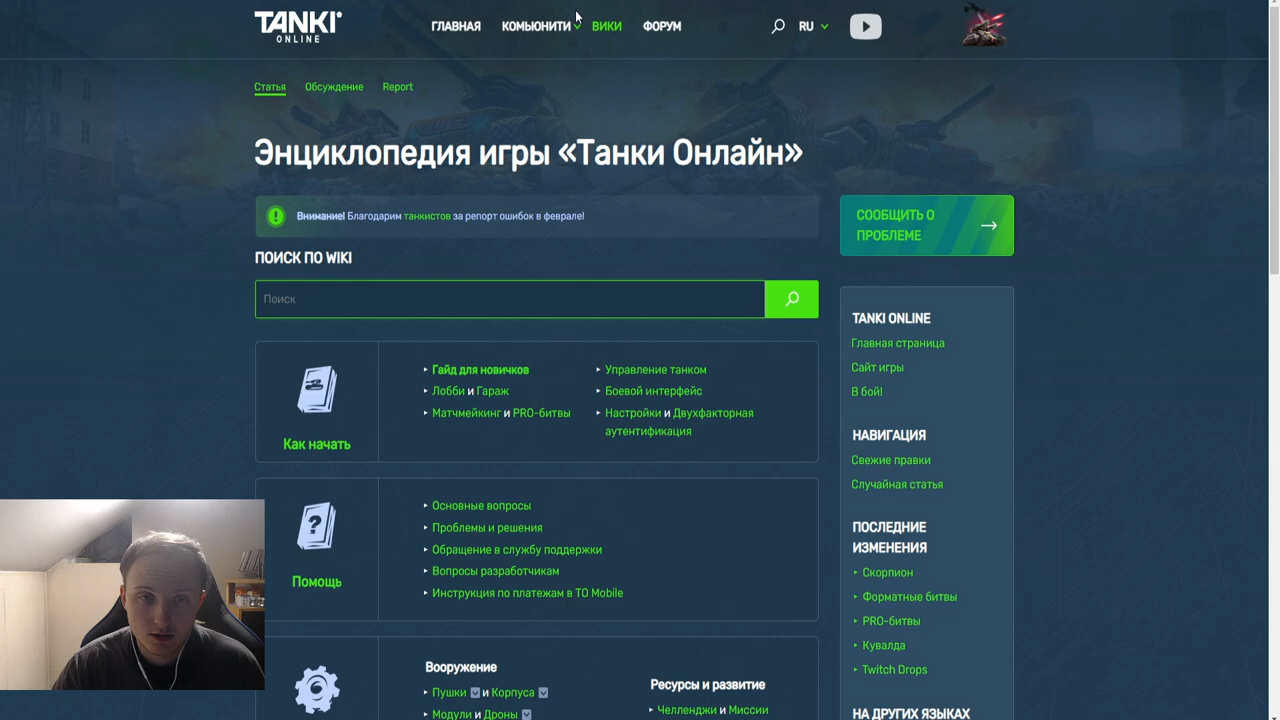 TANKI
ONLINE
ГЛАВНАЯ
КОМЬЮНИТИ
ВИКИ
ФОРУМ
RU
Статья
Обсуждение
Report
Энциклопедия игры «Танки Онлайн»
Внимание! Благодарим танкистов за репорт ошибок в феврале!
СООБЩИТЬ О
ПРОБЛЕМЕ
ПОИСК ПО WIKI
Поиск
Как начать
Гайд для новичков
Лобби и Гараж
Матчмейкинг и PRO-битвы
Управление танком
Боевой интерфейс
Настройки и Двухфакторная
аутентификация
Помощь
Основные вопросы
Проблемы и решения
Обращение в службу поддержки
Вопросы разработчикам
Инструкция по платежам в ТО Mobile
Вооружение
Пушки и Корпуса
Модули и Дроны
Ресурсы и развитие
Челленджи и Миссии
TANKI ONLINE
Главная страница
Сайт игры
В бой!
НАВИГАЦИЯ
Свежие правки
Случайная статья
ПОСЛЕДНИЕ
ИЗМЕНЕНИЯ
Скорпион
Форматные битвы
PRO-битвы
Кувалда
Twitch Drops
НА ДРУГИХ ЯЗЫКАХ